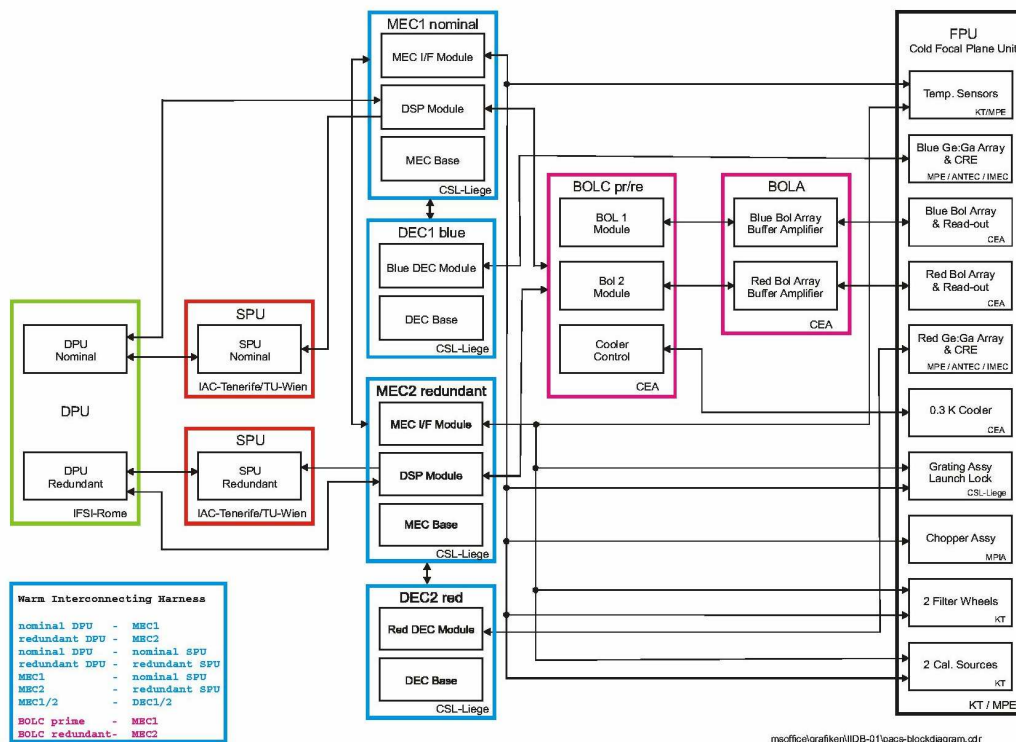 MEC1 nominal
MEC I/F Module
DSP Module
MEC Base
CSL-Liege
DEC1 blue
Blue DEC Module
DEC Base
CSL-Liege
MEC2 redundant
MEC I/F Module
DSP Module
MEC Base
CSL-Liege
DEC2 red
Red DEC Module
DEC Base
CSL-Liege
DPU
Nominal
DPU
DPU
Redundant
IFSI-Rome
SPU
SPU
Nominal
IAC-Tenerife/TU-Wien
SPU
SPU
Redundant
IAC-Tenerife/TU-Wien
BOLC pr/re
BOL 1
Module
Bol 2
Module
Cooler
Control
CEA
BOLA
Blue Bol Array
Buffer Amplifier
Red Bol Array
Buffer Amplifier
CEA
FPU
Cold Focal Plane Unit
Temp. Sensors
KT/MPE
Blue Ge:Ga Array
& CRE
MPE / ANTEC / IMEC
Blue Bol Array
& Read-out
CEA
Red Bol Array
& Read-out
CEA
Red Ge:Ga Array
& CRE
MPE / ANTEC / IMEC
0.3 K Cooler
CEA
Grating Assy
Launch Lock
CSL-Liege
Chopper Assy
MPIA
2 Filter Wheels
KT
2 Cal. Sources
KT
KT / MPE
Warm Interconnecting Harness
nominal DPU - MEC1
redundant DPU - MEC2
nominal DPU - nominal SPU
redundant DPU - redundant SPU
MEC1 - nominal SPU
MEC2 - redundant SPU
MEC1/2 - DEC1/2
BOLC prime - MEC1
BOLC redundant- MEC2
msoffice\grafiken\IIDB-01\pacs-blockdiagram.cdr